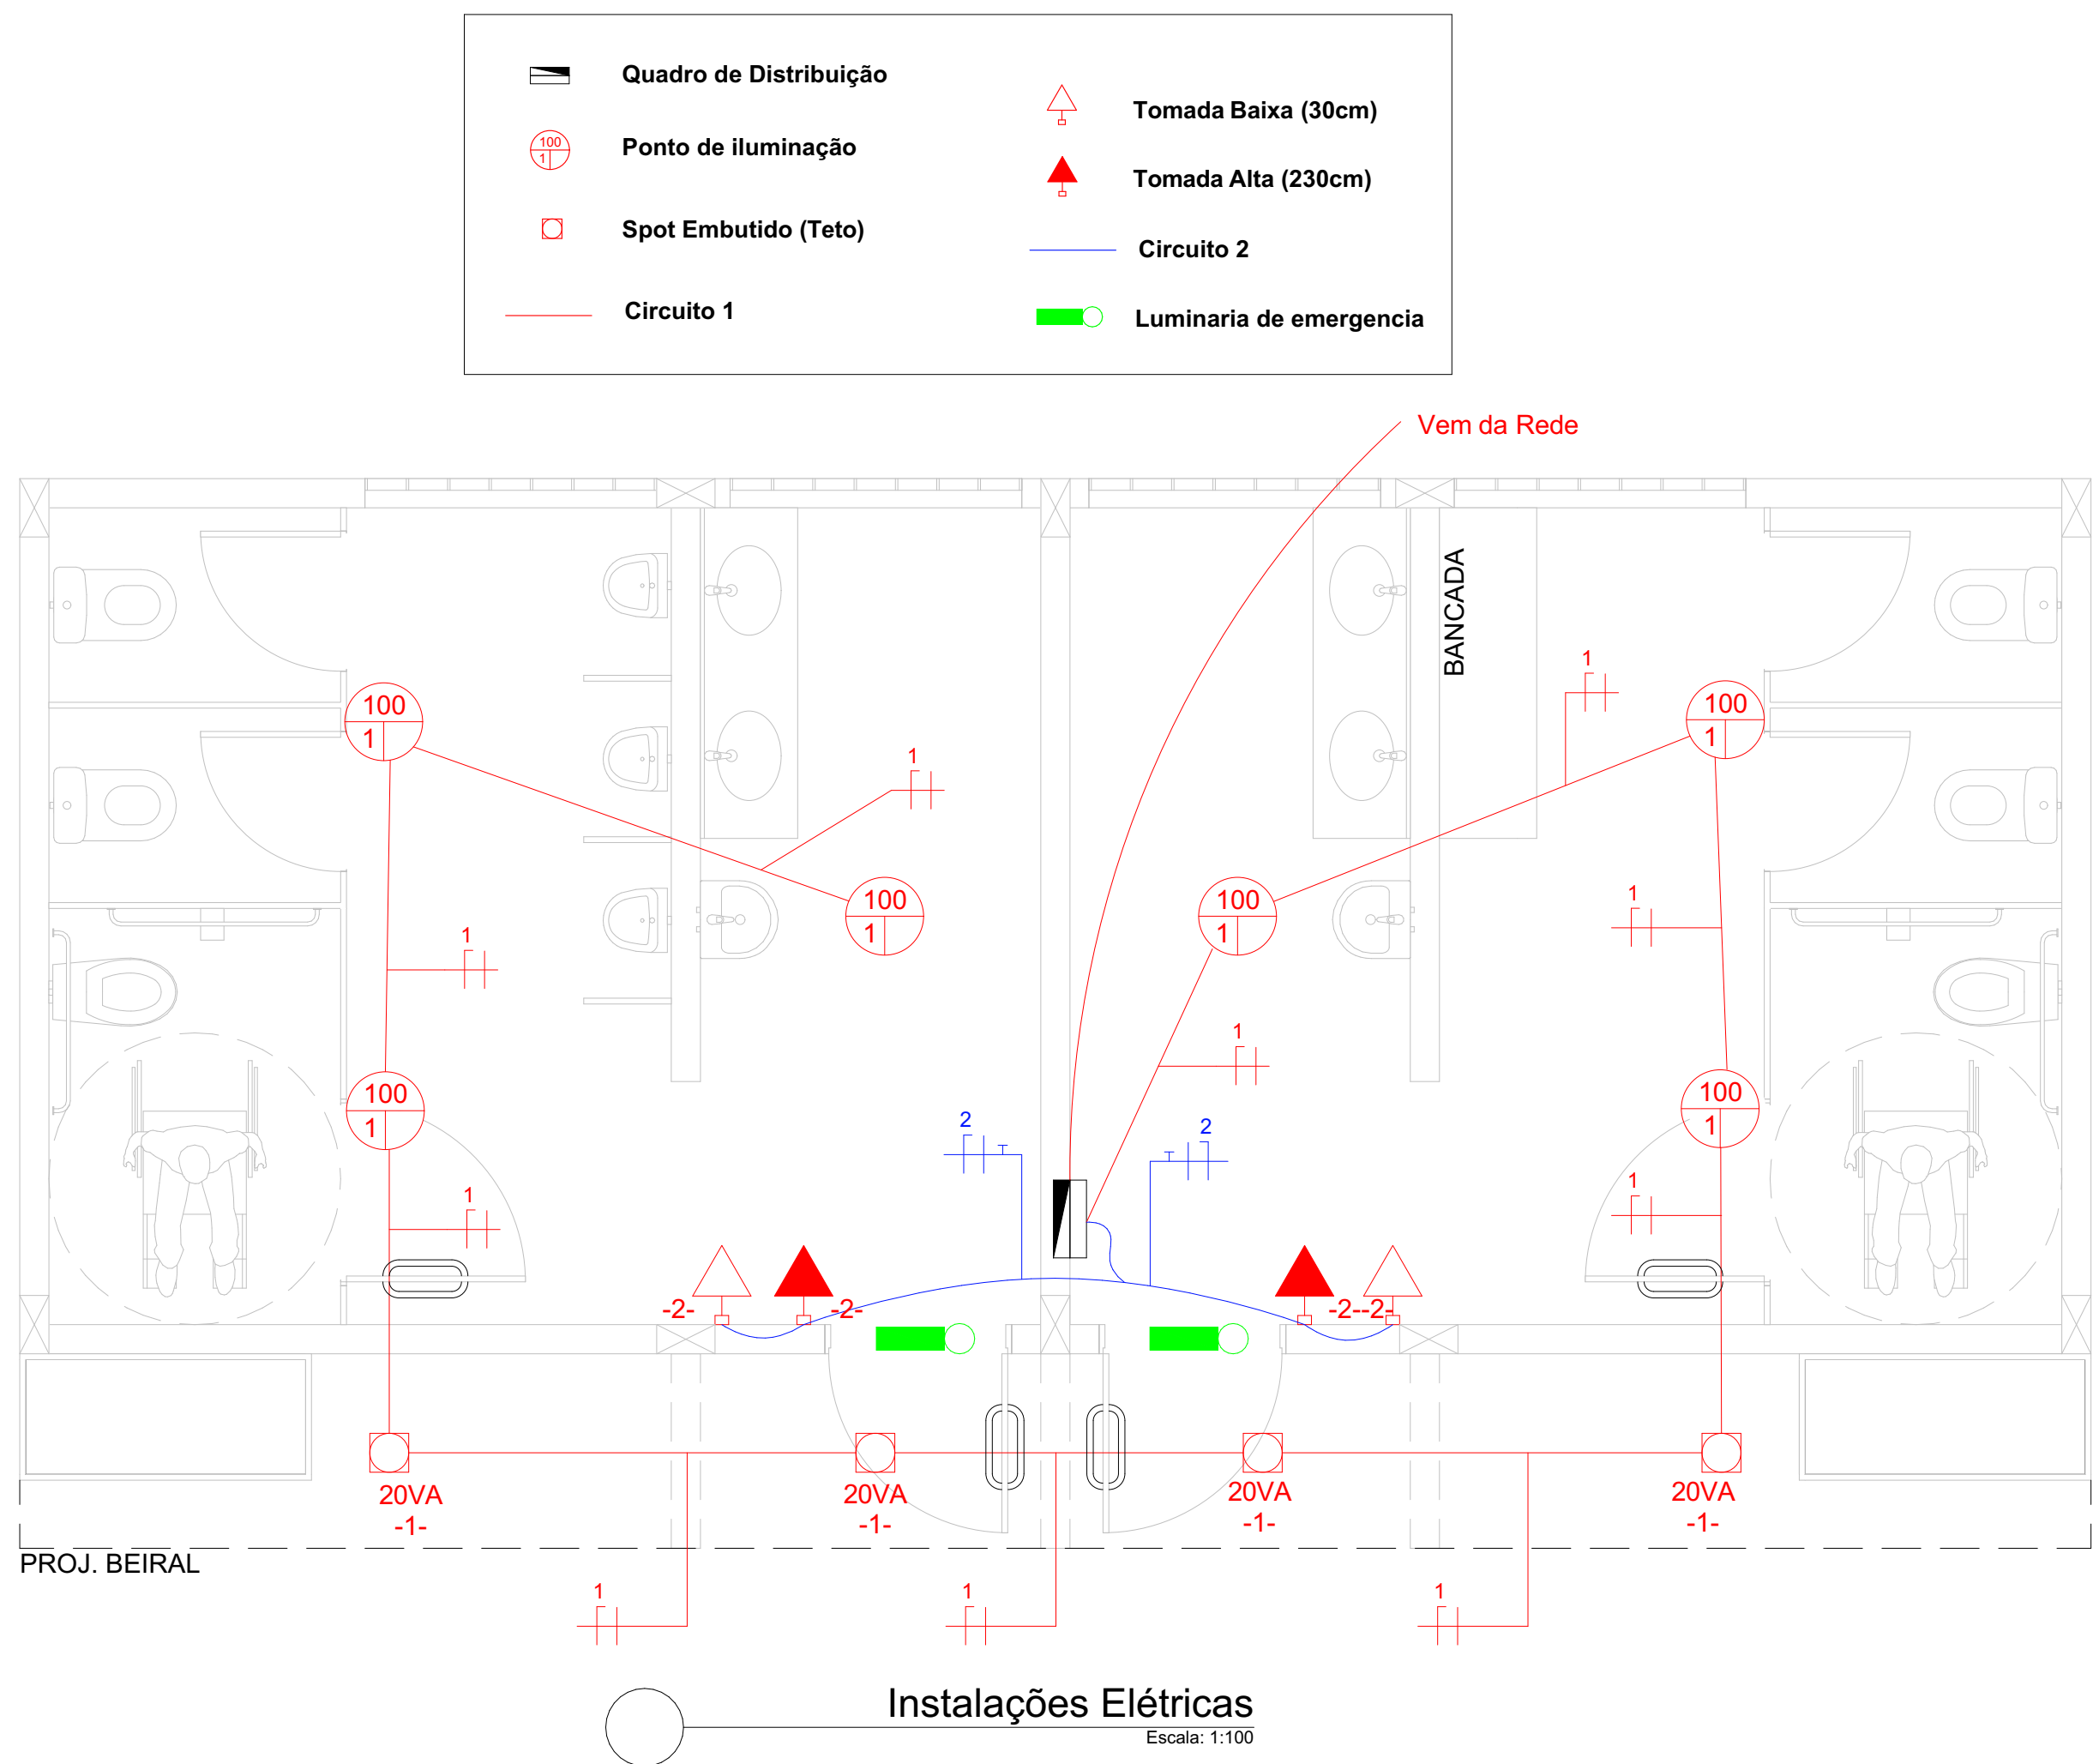 Quadro de Distribuição
Tomada Baixa (30cm)
100
1
Ponto de iluminação
Tomada Alta (230cm)
Spot Embutido (Teto)
Circuito 2
Circuito 1
Luminaria de emergencia
Vem da Rede
BANCADA
1
100
1
100
1
1
100
1
100
1
1
1
1
100
1
100
1
2
2
1
1
-2-
-2-
-2--2-
20VA
-1-
20VA
-1-
20VA
-1-
20VA
-1-
PROJ. BEIRAL
1
1
1
Instalações Elétricas
Escala: 1:100